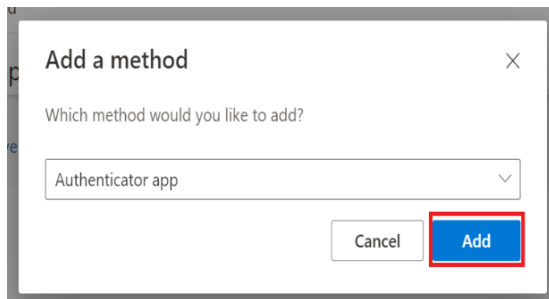 Add a method
Which method would you like to add?
Authenticator app
Cancel
Add